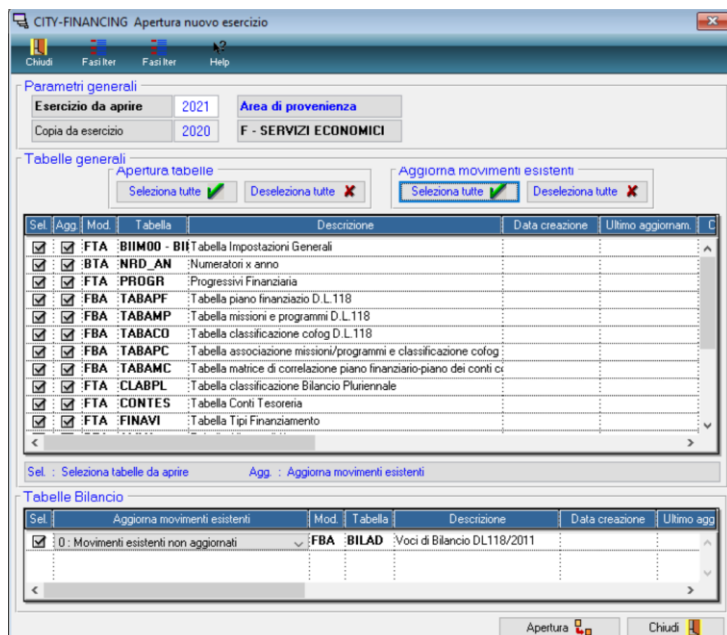 CITY-FINANCING Apertura nuovo esercizio
Chiudi Fasi Iter Fasi Iter Help
Parametri generali
Esercizio da aprire 2021 Area di provenienza
Copia da esercizio 2020 F - SERVIZI ECONOMICI
Tabelle generali
Apertura tabelle Aggiorna movimenti esistenti
Seleziona tutte Deseleziona tutte Seleziona tutte Deseleziona tutte
Sel. Agg. Mod. Tabella Descrizione Data creazione Ultimo aggiornam. C
FTA BIIM00 - BII Tabella Impostazioni Generali
BTA NRD_AN Numeratori x anno
FTA PROGR Progressivi Finanziaria
FBA TABAPF Tabella piano finanziazio D.L.118
FBA TABAMP Tabella missioni e programmi D.L.118
FBA TABACO Tabella classificazione cofog D.L.118
FBA TABAPC Tabella associazione missioni/programmi e classificazione cofog
FBA TABAMC Tabella matrice di correlazione piano finanziario-piano dei conti
FTA CLABPL Tabella classificazione Bilancio Pluriennale
FTA CONTES Tabella Conti Tesoreria
FTA FINAVI Tabella Tipi Finanziamento
Sel. : Seleziona tabelle da aprire Agg. : Aggiorna movimenti esistenti
Tabelle Bilancio
Sel. Aggiorna movimenti esistenti Mod. Tabella Descrizione Data creazione Ultimo agg
0 : Movimenti esistenti non aggiornati FBA BILAD Voci di Bilancio DL118/2011
Apertura Chiudi